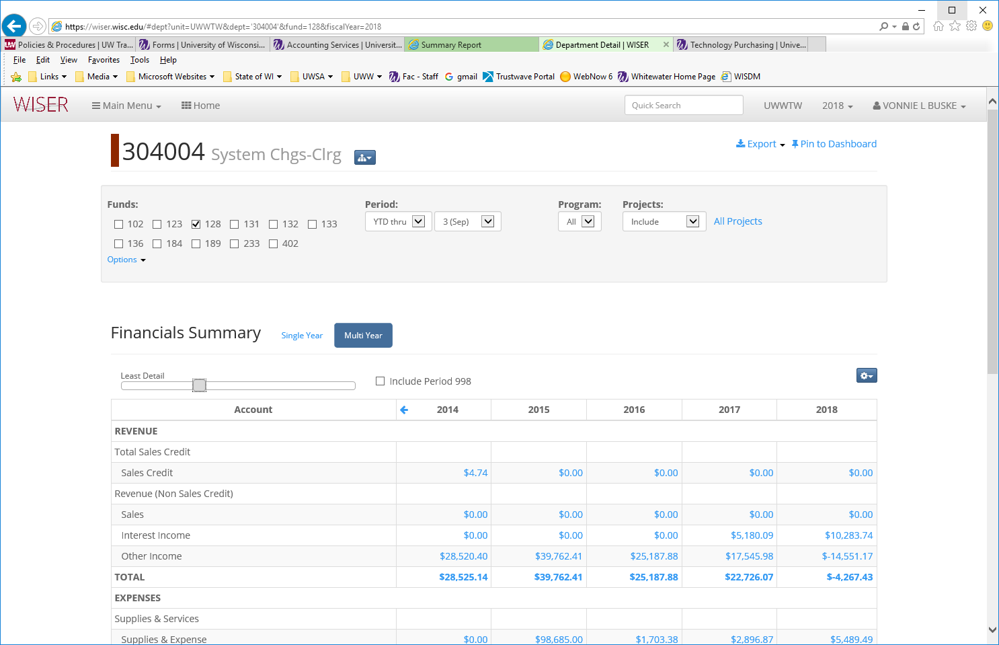 https://wiser.wisc.edu/#dept?unit=UWWTW&dept='304004'&fund=128&fiscalYear=2018
Policies & Procedures | UW Tra... Forms | University of Wisconsi... Accounting Services | Universit... Summary Report Department Detail | WISER Technology Purchasing | Unive...
File Edit View Favorites Tools Help
Links Media Microsoft Websites State of WI UWSA UWW Fac - Staff gmail Trustwave Portal WebNow 6 Whitewater Home Page WISDM
WISER Main Menu Home Quick Search UWWTW 2018 VONNIE L BUSKE
304004 System Chgs-Clrg Export Pin to Dashboard
Funds: Period: Program: Projects:
102 123 128 131 132 133 YTD thru 3 (Sep) All Include All Projects
136 184 189 233 402
Options
Financials Summary Single Year Multi Year
Least Detail
Include Period 998
Account 2014 2015 2016 2017 2018
REVENUE
Total Sales Credit
Sales Credit $4.74 $0.00 $0.00 $0.00 $0.00
Revenue (Non Sales Credit)
Sales $0.00 $0.00 $0.00 $0.00 $0.00
Interest Income $0.00 $0.00 $0.00 $5,180.09 $10,283.74
Other Income $28,520.40 $39,762.41 $25,187.88 $17,545.98 $-14,551.17
TOTAL $28,525.14 $39,762.41 $25,187.88 $22,726.07 $-4,267.43
EXPENSES
Supplies & Services
Supplies & Expense $0.00 $98,685.00 $1,703.38 $2,896.87 $5,489.49